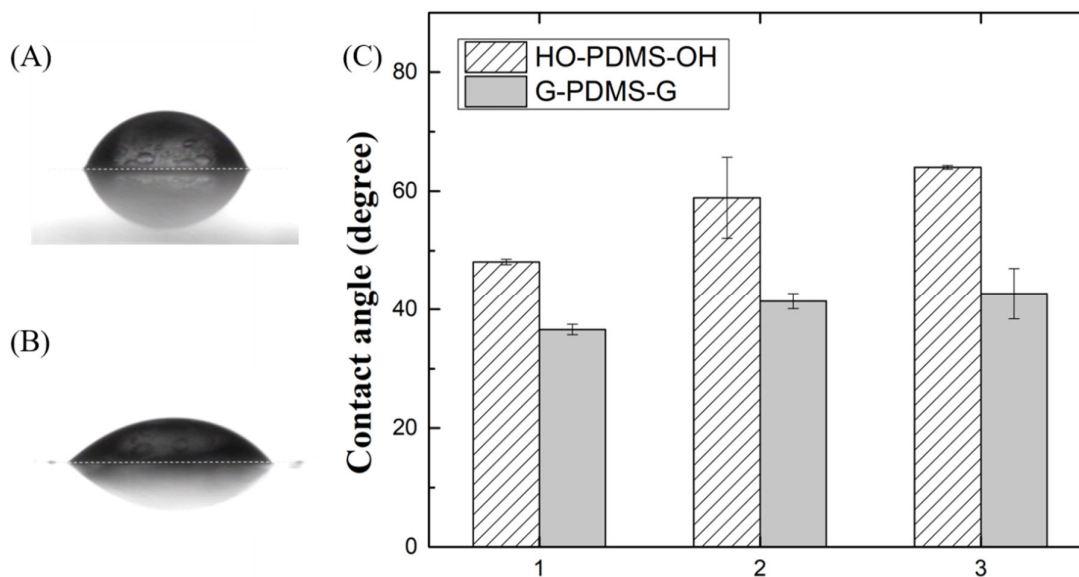 (A)
(B)
(C)
HO-PDMS-OH
G-PDMS-G
Contact angle (degree)
80
60
40
20
0
1
2
3